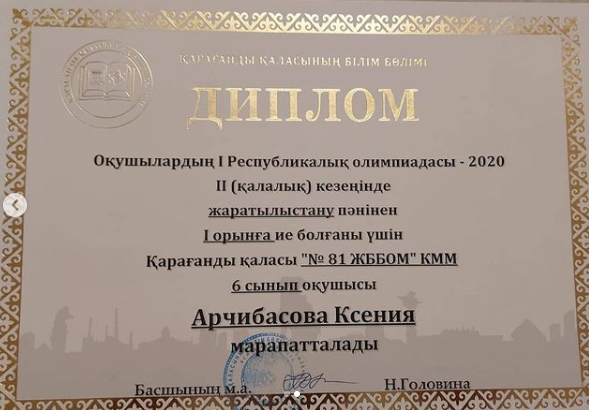 ҚАРАҒАНДЫ ҚАЛАСЫНЫҢ БІЛІМ БӨЛІМІ
ДИПЛОМ
Оқушылардың І Республикалық олимпиадасы - 2020
ІІ (қалалық) кезеңінде
жаратылыстану пәнінен
І орынға ие болғаны үшін
Қарағанды қаласы "№ 81 ЖББОМ" КММ
6 сынып оқушысы
Арчибасова Ксения
марапатталады
Басшының м.а. Н.Головина